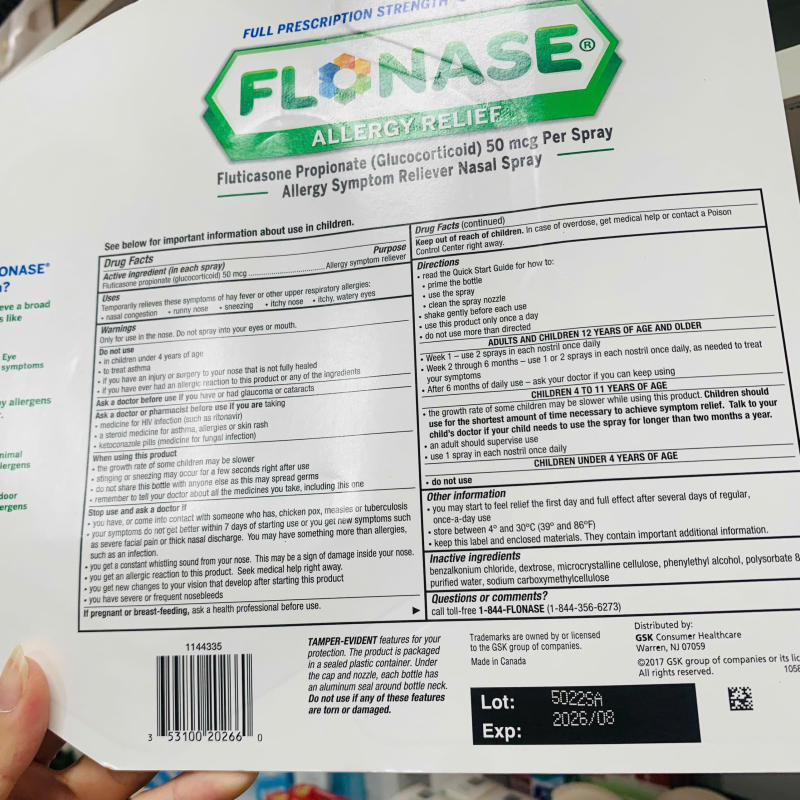 FULL PRESCRIPTION STRENGTH
FLONASE®
ALLERGY RELIEF
Fluticasone Propionate (Glucocorticoid) 50 mcg Per Spray
Allergy Symptom Reliever Nasal Spray
ONASE®
?
eve a broad
s like
Eye
symptoms
y allergens
nimal
lergens
door
ergens
See below for important information about use in children.
Drug Facts
Active ingredient (in each spray) Purpose
Fluticasone propionate (glucocorticoid) 50 mcg ........ Allergy symptom reliever
Uses
Temporarily relieves these symptoms of hay fever or other upper respiratory allergies:
• nasal congestion • runny nose • sneezing • itchy nose • itchy, watery eyes
Warnings
Only for use in the nose. Do not spray into your eyes or mouth.
Do not use
• in children under 4 years of age
• to treat asthma
• if you have an injury or surgery to your nose that is not fully healed
• if you have ever had an allergic reaction to this product or any of the ingredients
Ask a doctor before use if you have or had glaucoma or cataracts
Ask a doctor or pharmacist before use if you are taking
• medicine for HIV infection (such as ritonavir)
• a steroid medicine for asthma, allergies or skin rash
• ketoconazole pills (medicine for fungal infection)
When using this product
• the growth rate of some children may be slower
• stinging or sneezing may occur for a few seconds right after use
• do not share this bottle with anyone else as this may spread germs
• remember to tell your doctor about all the medicines you take, including this one
Stop use and ask a doctor if
• you have, or come into contact with someone who has, chicken pox, measles or tuberculosis
• your symptoms do not get better within 7 days of starting use or you get new symptoms such
as severe facial pain or thick nasal discharge. You may have something more than allergies,
such as an infection.
• you get a constant whistling sound from your nose. This may be a sign of damage inside your nose.
• you get an allergic reaction to this product. Seek medical help right away.
• you get new changes to your vision that develop after starting this product
• you have severe or frequent nosebleeds
If pregnant or breast-feeding, ask a health professional before use.
Drug Facts (continued)
Keep out of reach of children. In case of overdose, get medical help or contact a Poison
Control Center right away.
Directions
• read the Quick Start Guide for how to:
• prime the bottle
• use the spray
• clean the spray nozzle
• shake gently before each use
• use this product only once a day
• do not use more than directed
ADULTS AND CHILDREN 12 YEARS OF AGE AND OLDER
• Week 1 – use 2 sprays in each nostril once daily
• Week 2 through 6 months – use 1 or 2 sprays in each nostril once daily, as needed to treat
your symptoms
• After 6 months of daily use – ask your doctor if you can keep using
CHILDREN 4 TO 11 YEARS OF AGE
• the growth rate of some children may be slower while using this product. Children should
use for the shortest amount of time necessary to achieve symptom relief. Talk to your
child's doctor if your child needs to use the spray for longer than two months a year.
• an adult should supervise use
• use 1 spray in each nostril once daily
CHILDREN UNDER 4 YEARS OF AGE
• do not use
Other information
• you may start to feel relief the first day and full effect after several days of regular,
once-a-day use
• store between 4° and 30°C (39° and 86°F)
• keep this label and enclosed materials. They contain important additional information.
Inactive ingredients
benzalkonium chloride, dextrose, microcrystalline cellulose, phenylethyl alcohol, polysorbate 8
purified water, sodium carboxymethylcellulose
Questions or comments?
call toll-free 1-844-FLONASE (1-844-356-6273)
1144335
3 53100 20266 0
TAMPER-EVIDENT features for your
protection. The product is packaged
in a sealed plastic container. Under
the cap and nozzle, each bottle has
an aluminum seal around bottle neck.
Do not use if any of these features
are torn or damaged.
Trademarks are owned by or licensed
to the GSK group of companies.
Made in Canada
Distributed by:
GSK Consumer Healthcare
Warren, NJ 07059
©2017 GSK group of companies or its lic
All rights reserved. 1056
Lot: 5022SA
Exp: 2026/08